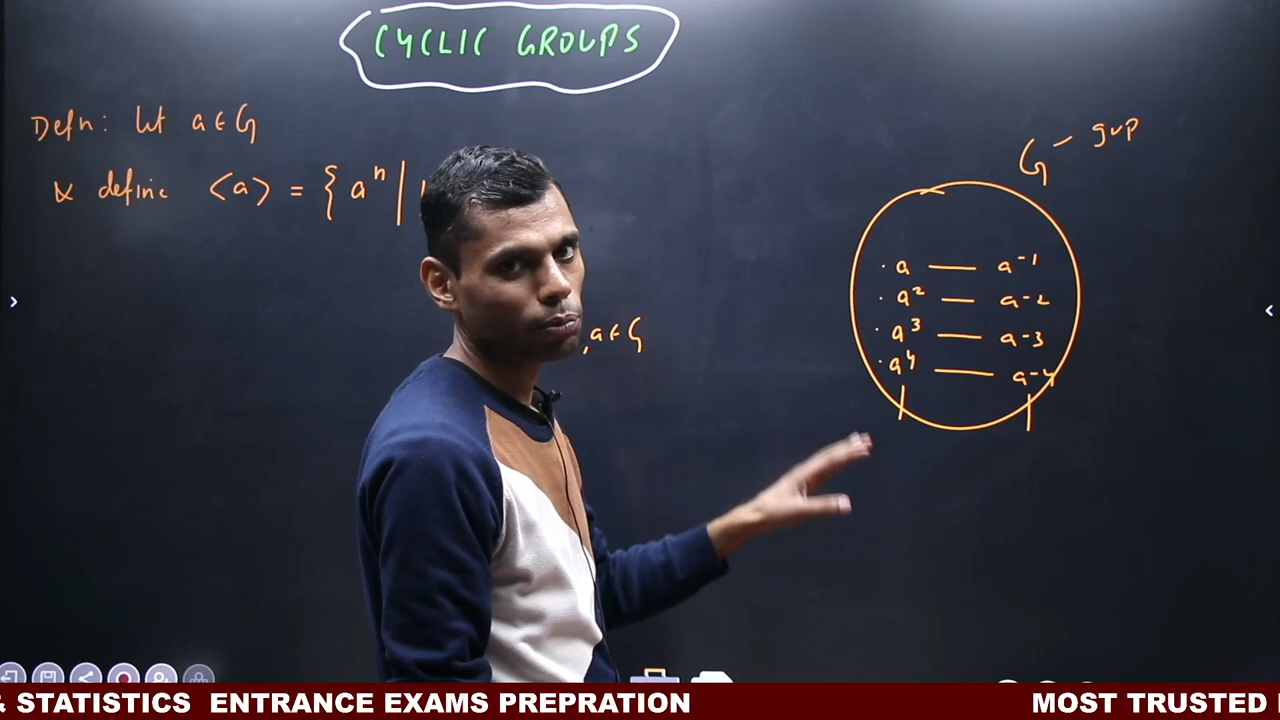 CYCLIC GROUPS
Defn: let a ∈ G
& define <a> = { aⁿ |
, a ∈ G
G – grp
a — a⁻¹
a² — a-2
a³ — a-3
a⁴ — a-4
& STATISTICS ENTRANCE EXAMS PREPRATION
MOST TRUSTED